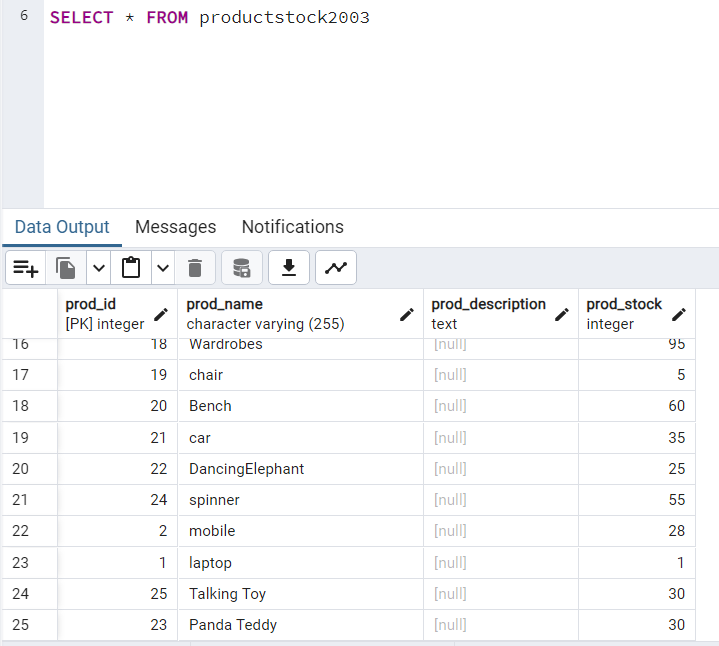 6 SELECT * FROM productstock2003
Data Output Messages Notifications
prod_id prod_name prod_description prod_stock
[PK] integer character varying (255) text integer
16 18 Wardrobes [null] 95
17 19 chair [null] 5
18 20 Bench [null] 60
19 21 car [null] 35
20 22 DancingElephant [null] 25
21 24 spinner [null] 55
22 2 mobile [null] 28
23 1 laptop [null] 1
24 25 Talking Toy [null] 30
25 23 Panda Teddy [null] 30